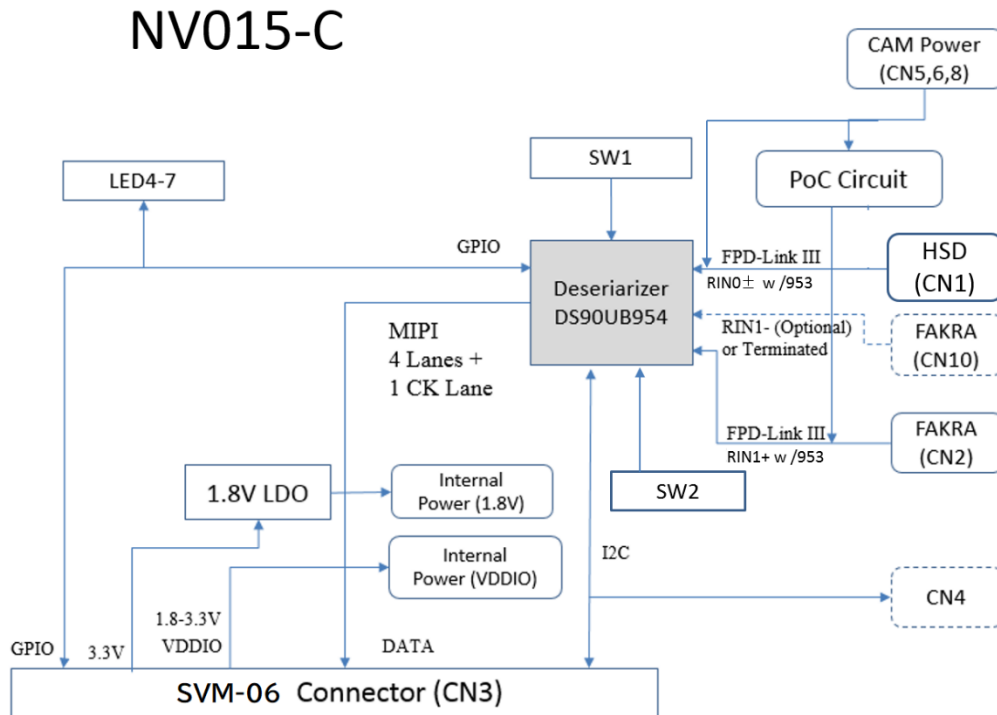 NV015-C
CAM Power
(CN5,6,8)
SW1
PoC Circuit
LED4-7
GPIO
Deseriarizer
DS90UB954
FPD-Link III
RIN0± w /953
HSD
(CN1)
MIPI
4 Lanes +
1 CK Lane
RIN1- (Optional)
or Terminated
FAKRA
(CN10)
FPD-Link III
RIN1+ w /953
FAKRA
(CN2)
1.8V LDO
Internal
Power (1.8V)
SW2
Internal
Power (VDDIO)
I2C
CN4
1.8-3.3V
VDDIO
GPIO
3.3V
DATA
SVM-06 Connector (CN3)